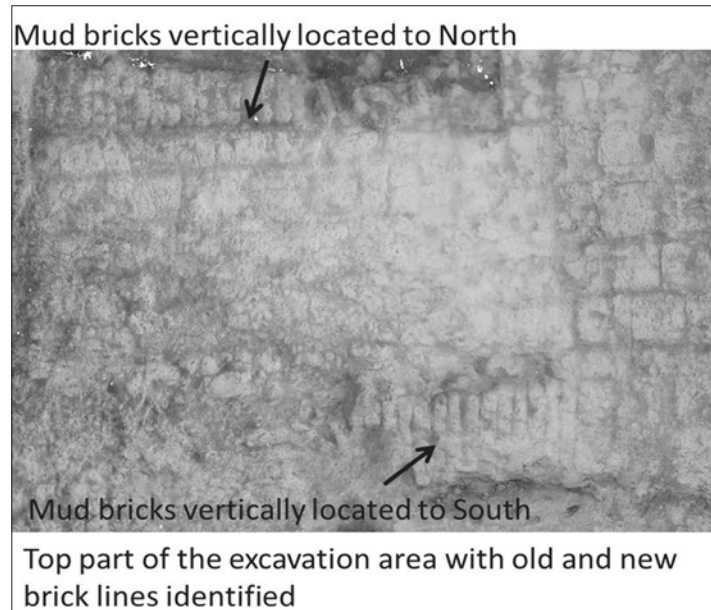 Mud bricks vertically located to North
Mud bricks vertically located to South
Top part of the excavation area with old and new
brick lines identified